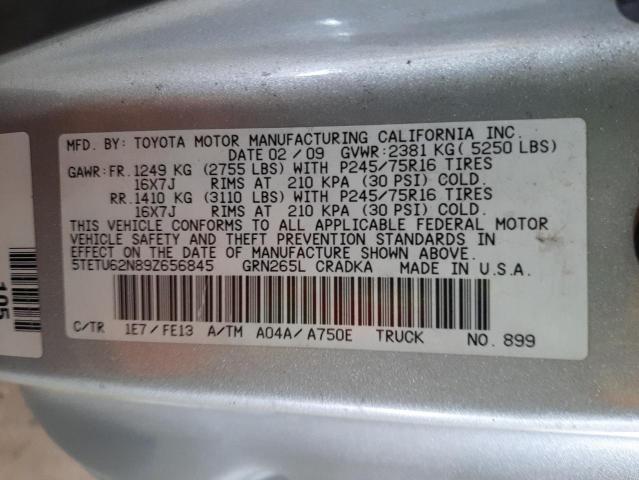 MFD. BY: TOYOTA MOTOR MANUFACTURING CALIFORNIA INC.
DATE 02 / 09 GVWR: 2381 KG ( 5250 LBS)
GAWR: FR. 1249 KG (2755 LBS) WITH P245/75R16 TIRES
16X7J RIMS AT 210 KPA (30 PSI) COLD.
RR. 1410 KG (3110 LBS) WITH P245/75R16 TIRES
16X7J RIMS AT 210 KPA (30 PSI) COLD.
THIS VEHICLE CONFORMS TO ALL APPLICABLE FEDERAL MOTOR
VEHICLE SAFETY AND THEFT PREVENTION STANDARDS IN
EFFECT ON THE DATE OF MANUFACTURE SHOWN ABOVE.
5TETU62N89Z656845 GRN265L CRADKA MADE IN U.S.A.
C/TR 1E7 / FE13 A/TM A04A / A750E TRUCK NO. 899
105